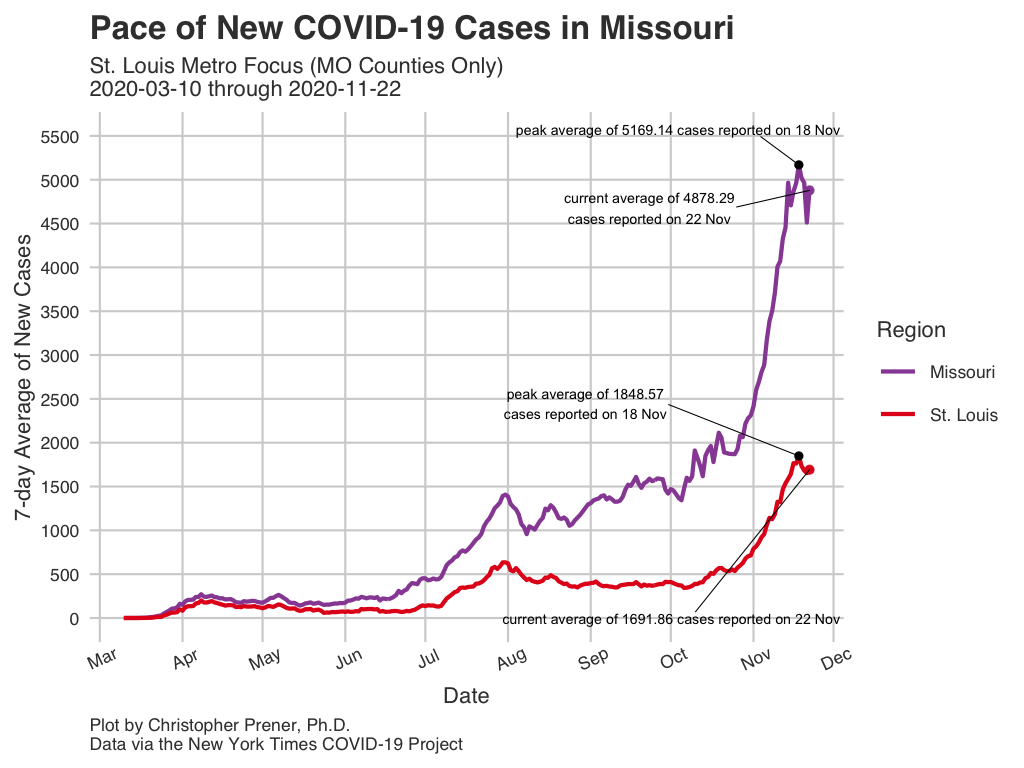 Pace of New COVID-19 Cases in Missouri
St. Louis Metro Focus (MO Counties Only)
2020-03-10 through 2020-11-22
7-day Average of New Cases
5500
5000
4500
4000
3500
3000
2500
2000
1500
1000
500
0
peak average of 5169.14 cases reported on 18 Nov
current average of 4878.29
cases reported on 22 Nov
peak average of 1848.57
cases reported on 18 Nov
current average of 1691.86 cases reported on 22 Nov
Mar Apr May Jun Jul Aug Sep Oct Nov Dec
Date
Region
Missouri
St. Louis
Plot by Christopher Prener, Ph.D.
Data via the New York Times COVID-19 Project